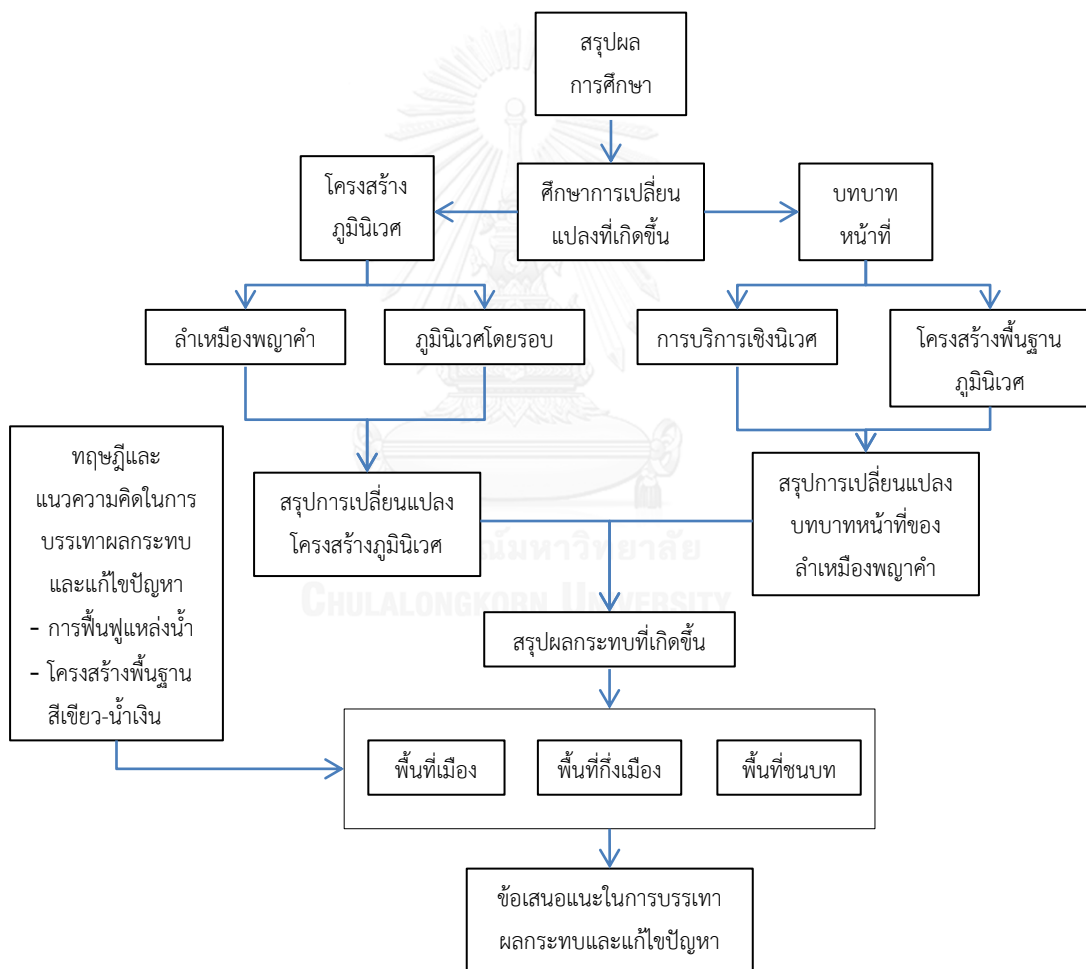 สรุปผล
การศึกษา
โครงสร้าง
ภูมินิเวศ
ศึกษาการเปลี่ยน
แปลงที่เกิดขึ้น
บทบาท
หน้าที่
ลำเหมืองพญาคำ
ภูมินิเวศโดยรอบ
การบริการเชิงนิเวศ
โครงสร้างพื้นฐาน
ภูมินิเวศ
ทฤษฎีและ
แนวความคิดในการ
บรรเทาผลกระทบ
และแก้ไขปัญหา
- การฟื้นฟูแหล่งน้ำ
- โครงสร้างพื้นฐาน
สีเขียว-น้ำเงิน
สรุปการเปลี่ยนแปลง
โครงสร้างภูมินิเวศ
สรุปการเปลี่ยนแปลง
บทบาทหน้าที่ของ
ลำเหมืองพญาคำ
ณ์มหาวิทยาลัย
CHULALONGKORN UNIVERSITY
สรุปผลกระทบที่เกิดขึ้น
พื้นที่เมือง
พื้นที่กึ่งเมือง
พื้นที่ชนบท
ข้อเสนอแนะในการบรรเทา
ผลกระทบและแก้ไขปัญหา